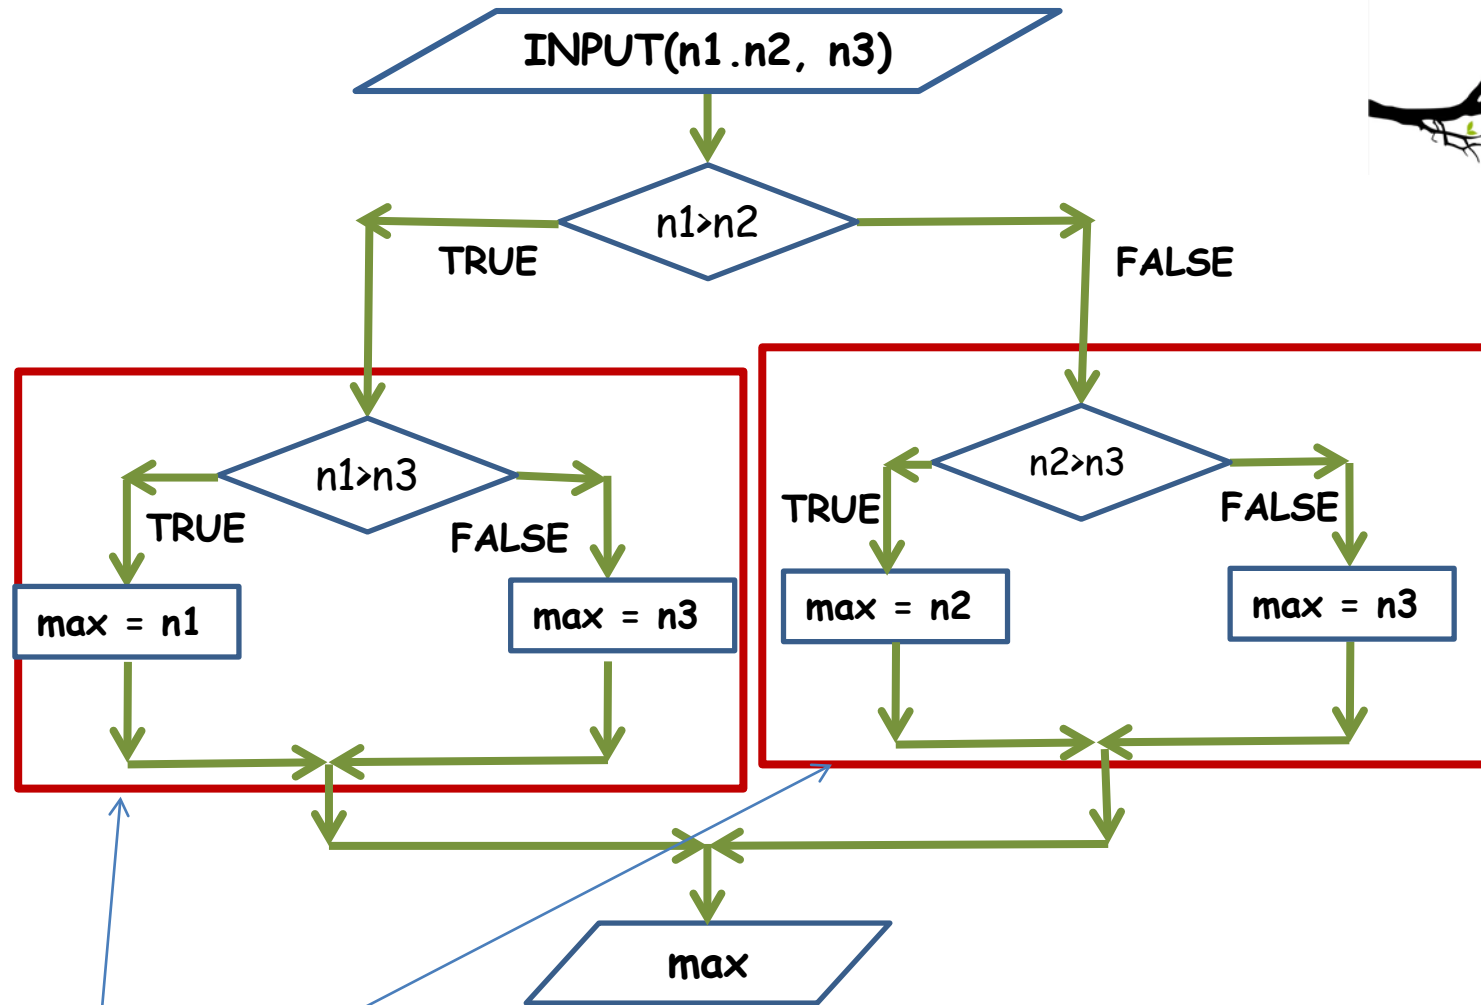 INPUT(n1.n2, n3)
n1>n2
TRUE
FALSE
n1>n3
TRUE
FALSE
max = n1
max = n3
n2>n3
TRUE
FALSE
max = n2
max = n3
max